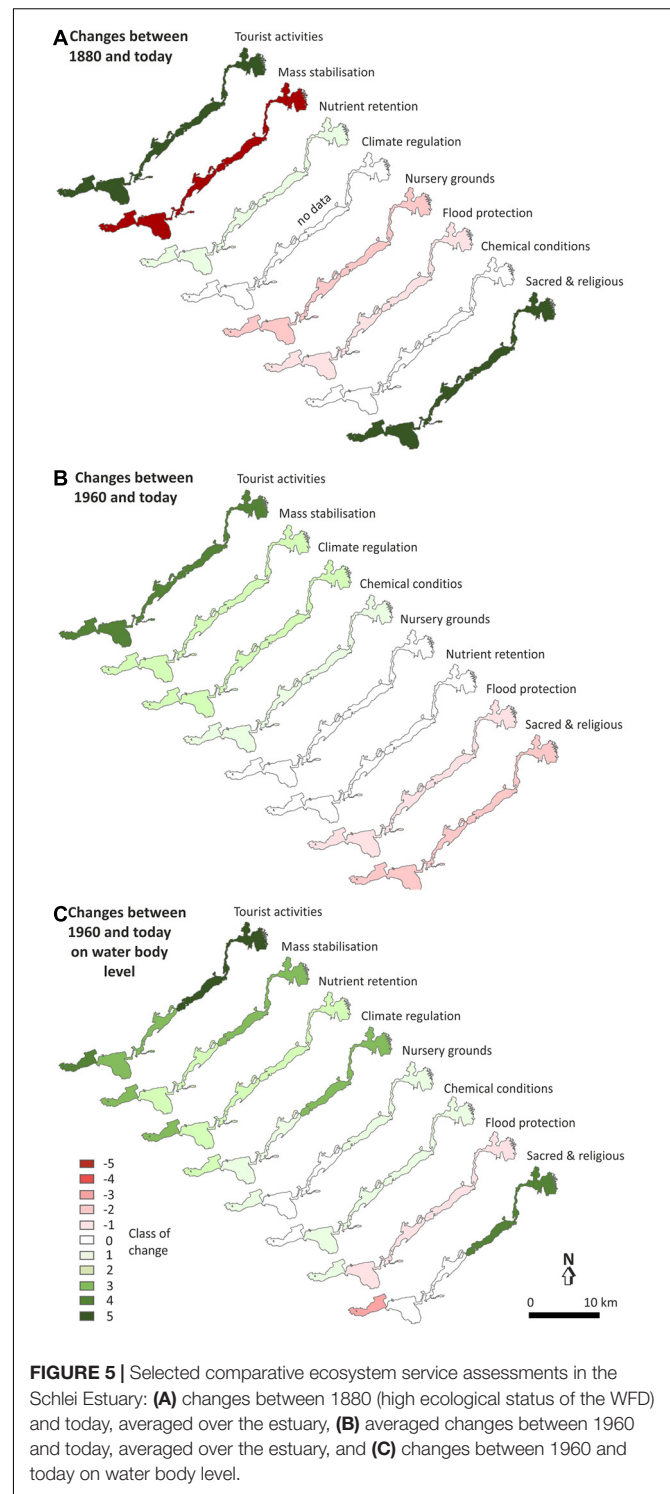 A Changes between
1880 and today
Tourist activities
Mass stabilisation
Nutrient retention
Climate regulation
no data
Nursery grounds
Flood protection
Chemical conditions
Sacred & religious
B Changes between
1960 and today
Tourist activities
Mass stabilisation
Climate regulation
Chemical conditios
Nursery grounds
Nutrient retention
Flood protection
Sacred & religious
C Changes between
1960 and today
on water body
level
Tourist activities
Mass stabilisation
Nutrient retention
Climate regulation
Nursery grounds
Chemical conditions
Flood protection
Sacred & religious
-5
-4
-3
-2
-1
0
1
2
3
4
5
Class of
change
N
0 10 km
FIGURE 5 | Selected comparative ecosystem service assessments in the
Schlei Estuary: (A) changes between 1880 (high ecological status of the WFD)
and today, averaged over the estuary, (B) averaged changes between 1960
and today, averaged over the estuary, and (C) changes between 1960 and
today on water body level.